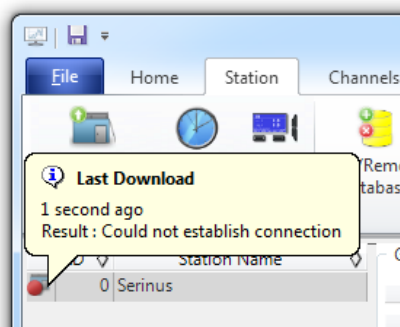 File Home Station Channels
Last Download
1 second ago
Result : Could not establish connection
Station Name
0 Serinus